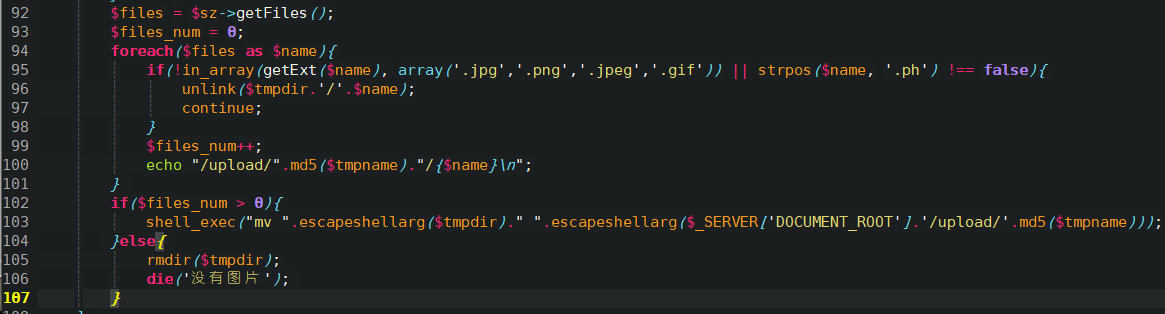 92 $files = $sz->getFiles();
93 $files_num = 0;
94 foreach($files as $name){
95 if(!in_array(getExt($name), array('.jpg','.png','.jpeg','.gif')) || strpos($name, '.ph') !== false){
96 unlink($tmpdir.'/'.$name);
97 continue;
98 }
99 $files_num++;
100 echo "/upload/".md5($tmpname)."/{$name}\n";
101 }
102 if($files_num > 0){
103 shell_exec("mv ".escapeshellarg($tmpdir)." ".escapeshellarg($_SERVER['DOCUMENT_ROOT'].'/upload/'.md5($tmpname)));
104 }else{
105 rmdir($tmpdir);
106 die('没有图片');
107 }